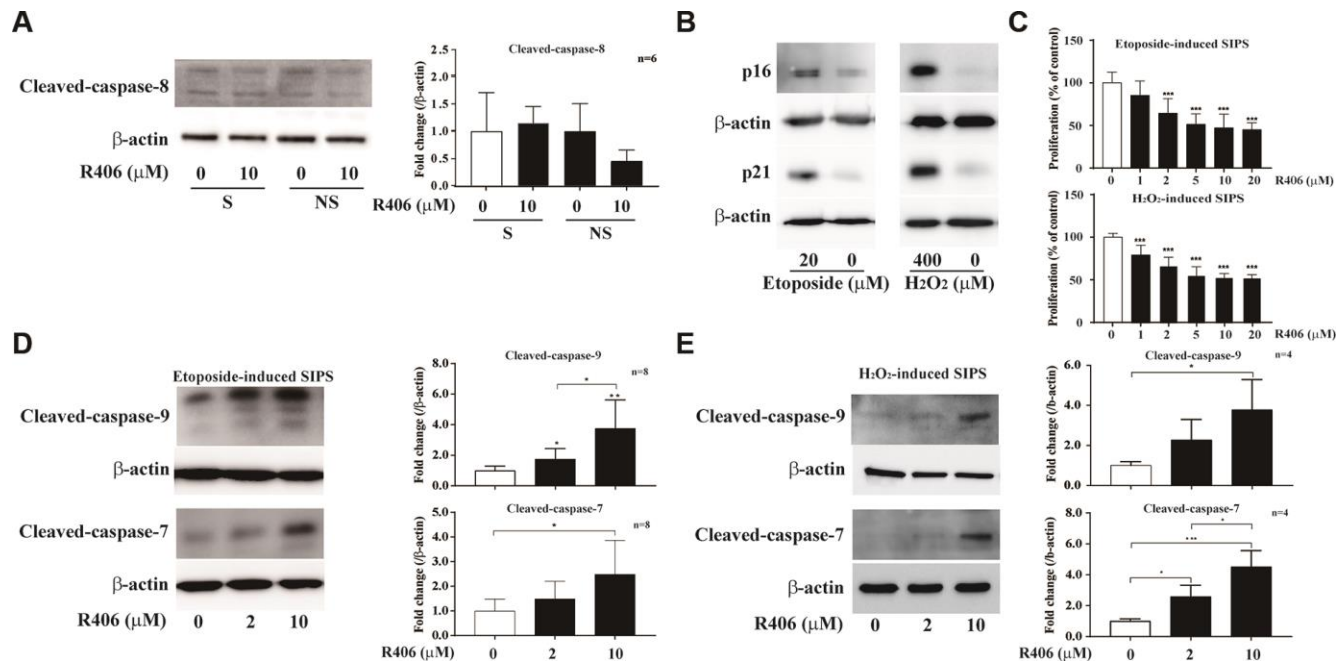 A
Cleaved-caspase-8
β-actin
R406 (µM) 0 10 0 10
S NS
Cleaved-caspase-8
n=6
Fold change (/β-actin)
2.5
2.0
1.5
1.0
0.5
0.0
R406 (µM) 0 10 0 10
S NS
B
p16
β-actin
p21
β-actin
20 0 400 0
Etoposide (µM) H2O2 (µM)
C
Etoposide-induced SIPS
Proliferation (% of control)
150
100
50
0
*** *** *** ***
0 1 2 5 10 20
R406 (µM)
H₂O₂-induced SIPS
Proliferation (% of control)
150
100
50
0
*** *** *** *** ***
0 1 2 5 10 20
R406 (µM)
D
Etoposide-induced SIPS
Cleaved-caspase-9
β-actin
Cleaved-caspase-7
β-actin
R406 (µM) 0 2 10
Cleaved-caspase-9
n=8
Fold change (/β-actin)
8.0
6.0
4.0
2.0
0.0
*
* **
Cleaved-caspase-7
n=8
Fold change (/β-actin)
5.0
4.0
3.0
2.0
1.0
0.0
*
R406 (µM) 0 2 10
E
H₂O₂-induced SIPS
Cleaved-caspase-9
β-actin
Cleaved-caspase-7
β-actin
R406 (µM) 0 2 10
Cleaved-caspase-9
n=4
Fold change (/b-actin)
6.0
4.0
2.0
0.0
*
Cleaved-caspase-7
n=4
Fold change (/b-actin)
8.0
6.0
4.0
2.0
0.0
*
***
*
R406 (µM) 0 2 10